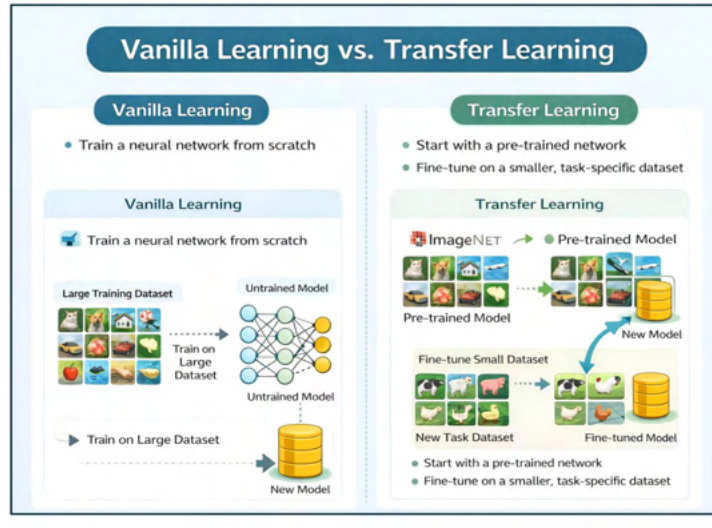 Vanilla Learning vs. Transfer Learning
Vanilla Learning
Train a neural network from scratch
Vanilla Learning
Train a neural network from scratch
Large Training Dataset
Untrained Model
Train on
Large
Dataset
Untrained Model
Train on Large Dataset
New Model
Transfer Learning
Start with a pre-trained network
Fine-tune on a smaller, task-specific dataset
Transfer Learning
ImageNET
Pre-trained Model
Pre-trained Model
New Model
Fine-tune Small Dataset
New Task Dataset
Fine-tuned Model
Start with a pre-trained network
Fine-tune on a smaller, task-specific dataset